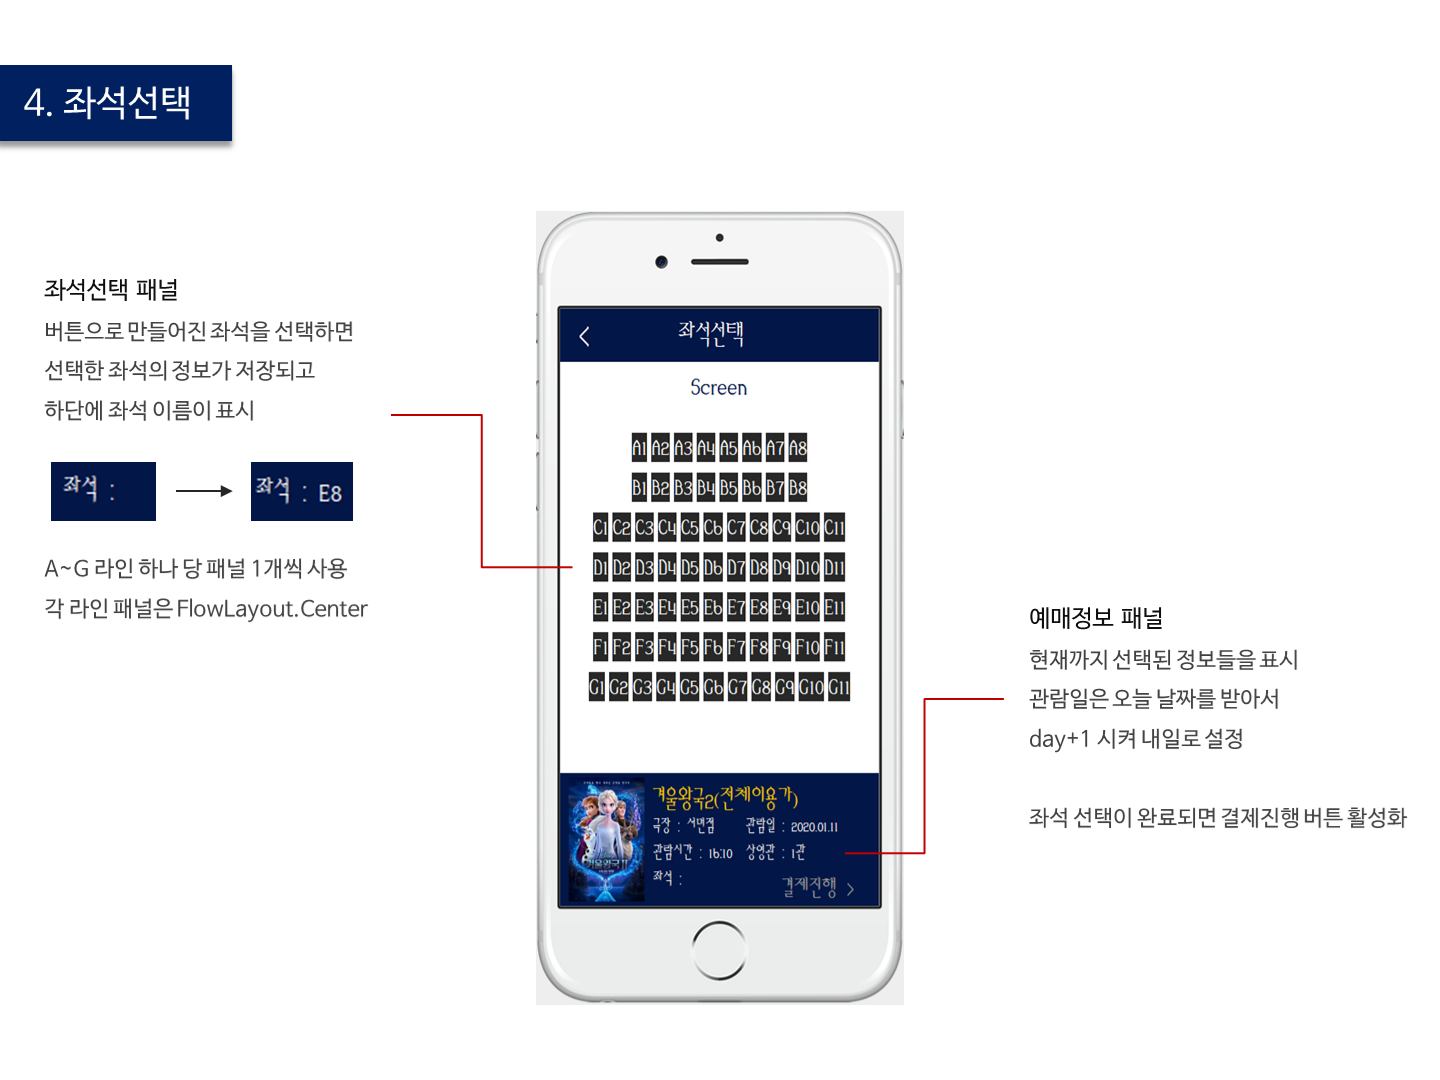 4. 좌석선택
좌석선택 패널
버튼으로 만들어진 좌석을 선택하면
선택한 좌석의 정보가 저장되고
하단에 좌석 이름이 표시
좌석 :
좌석 : E8
A~G 라인 하나 당 패널 1개씩 사용
각 라인 패널은 FlowLayout.Center
좌석선택
Screen
A1 A2 A3 A4 A5 A6 A7 A8
B1 B2 B3 B4 B5 B6 B7 B8
C1 C2 C3 C4 C5 C6 C7 C8 C9 C10 C11
D1 D2 D3 D4 D5 D6 D7 D8 D9 D10 D11
E1 E2 E3 E4 E5 E6 E7 E8 E9 E10 E11
F1 F2 F3 F4 F5 F6 F7 F8 F9 F10 F11
G1 G2 G3 G4 G5 G6 G7 G8 G9 G10 G11
겨울왕국2(전체이용가)
극장 : 서면점 관람일 : 2020.01.11
관람시간 : 16:10 상영관 : 1관
좌석 :
결제진행
겨울왕국 II
예매정보 패널
현재까지 선택된 정보들을 표시
관람일은 오늘 날짜를 받아서
day+1 시켜 내일로 설정
좌석 선택이 완료되면 결제진행 버튼 활성화